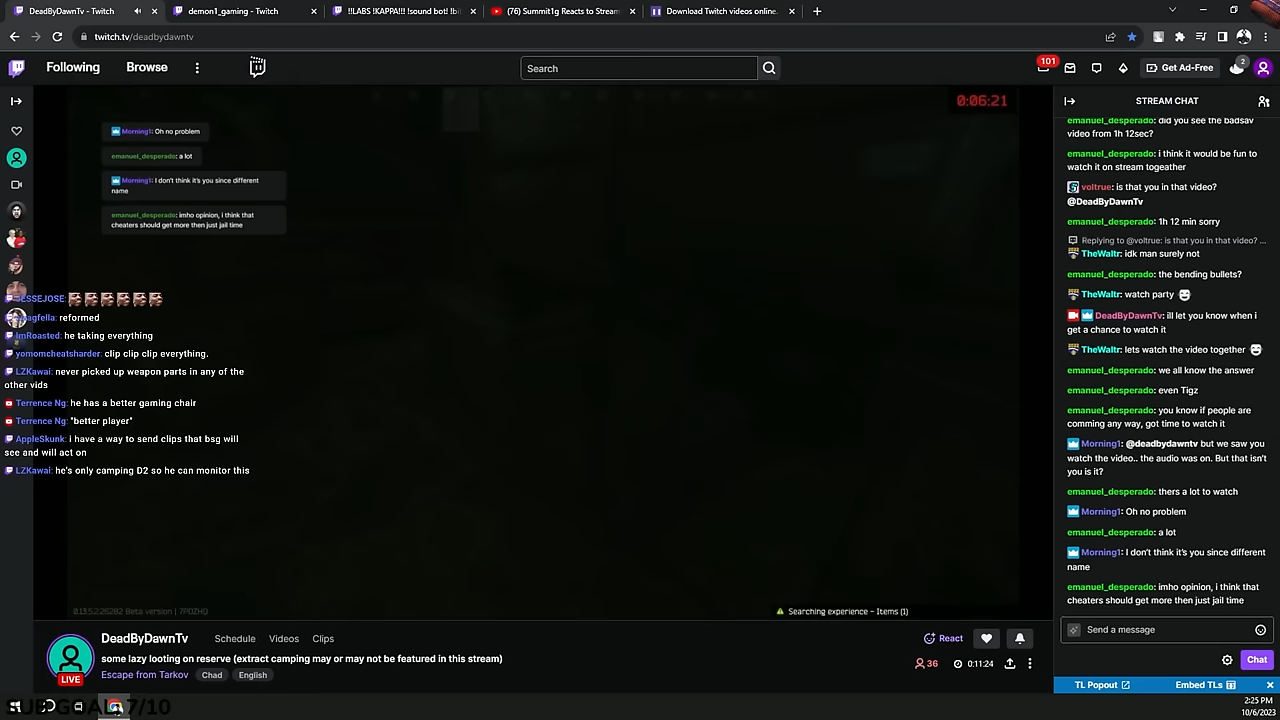 DeadByDawnTv - Twitch
demon1_gaming - Twitch
!!LABS !KAPPA!!! !sound bot! !bi
(76) Summit1g Reacts to Stream
Download Twitch videos online.
twitch.tv/deadbydawntv
Following
Browse
Search
101
Get Ad-Free
2
0:06:21
Morning1: Oh no problem
emanuel_desperado: a lot
Morning1: I don't think it's you since different
name
emanuel_desperado: imho opinion, i think that
cheaters should get more then just jail time
ESSEJOSE:
agfella: reformed
ImRoasted: he taking everything
yomomcheatsharder: clip clip clip everything.
LZKawai: never picked up weapon parts in any of the
other vids
Terrence Ng: he has a better gaming chair
Terrence Ng: "better player"
AppleSkunk: i have a way to send clips that bsg will
see and will act on
LZKawai: he's only camping D2 so he can monitor this
0.13.5.2.26282 Beta version | 7P0ZHQ
Searching experience – Items (1)
STREAM CHAT
emanuel_desperado: did you see the badsav
video from 1h 12sec?
emanuel_desperado: i think it would be fun to
watch it on stream togeather
voltrue: is that you in that video?
@DeadByDawnTv
emanuel_desperado: 1h 12 min sorry
Replying to @voltrue: is that you in that video? ...
TheWaltr: idk man surely not
emanuel_desperado: the bending bullets?
TheWaltr: watch party
DeadByDawnTv: ill let you know when i
get a chance to watch it
TheWaltr: lets watch the video together
emanuel_desperado: we all know the answer
emanuel_desperado: even Tigz
emanuel_desperado: you know if people are
comming any way, got time to watch it
Morning1: @deadbydawntv but we saw you
watch the video.. the audio was on. But that isn't
you is it?
emanuel_desperado: thers a lot to watch
Morning1: Oh no problem
emanuel_desperado: a lot
Morning1: I don't think it's you since different
name
emanuel_desperado: imho opinion, i think that
cheaters should get more then just jail time
Send a message
Chat
TL Popout
Embed TLs
LIVE
DeadByDawnTv
Schedule
Videos
Clips
some lazy looting on reserve (extract camping may or may not be featured in this stream)
Escape from Tarkov
Chad
English
React
36
0:11:24
SUB GOAL 7/10
2:25 PM
10/6/2023